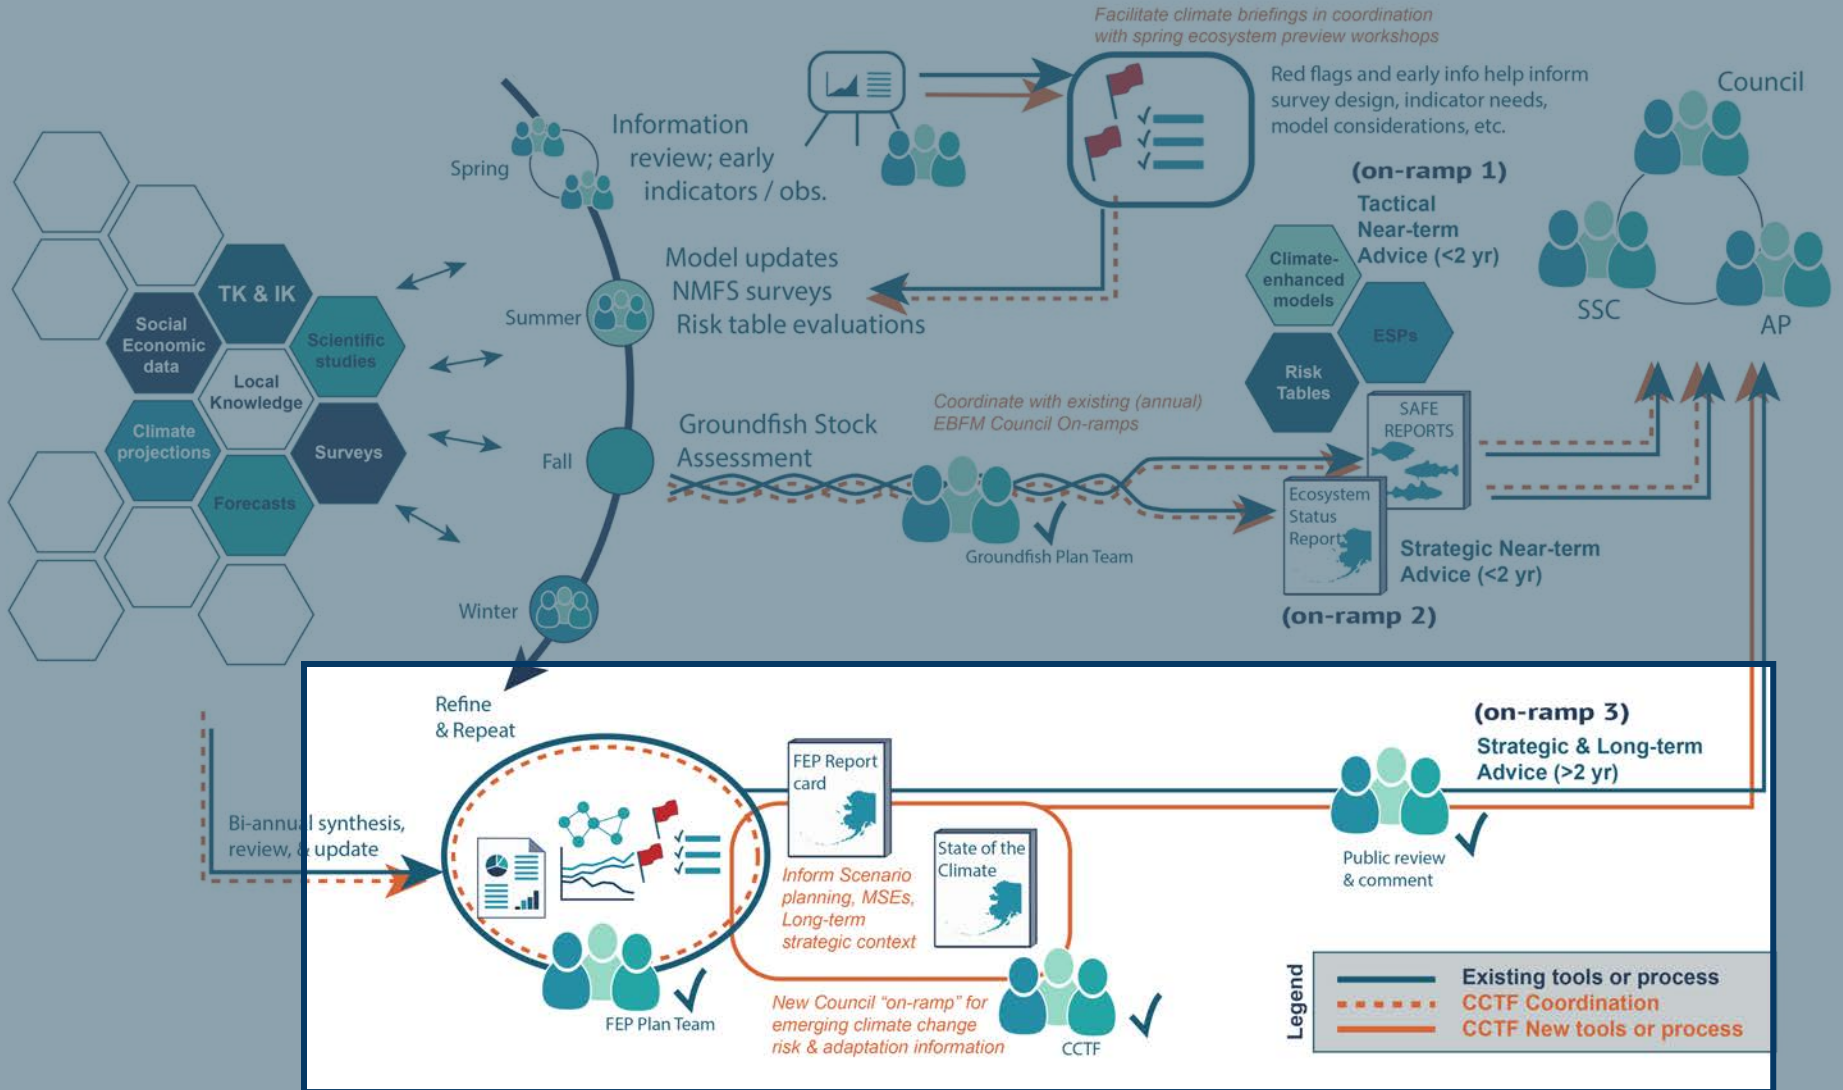 Facilitate climate briefings in coordination
with spring ecosystem preview workshops
Red flags and early info help inform
survey design, indicator needs,
model considerations, etc.
Council
SSC
AP
Spring
Information
review; early
indicators / obs.
(on-ramp 1)
Tactical
Near-term
Advice (<2 yr)
Climate-
enhanced
models
ESPs
Risk
Tables
Summer
Model updates
NMFS surveys
Risk table evaluations
TK & IK
Social
Economic
data
Scientific
studies
Local
Knowledge
Climate
projections
Surveys
Forecasts
Fall
Groundfish Stock
Assessment
Coordinate with existing (annual)
EBFM Council On-ramps
Groundfish Plan Team
SAFE
REPORTS
Ecosystem
Status
Report
Strategic Near-term
Advice (<2 yr)
(on-ramp 2)
Winter
Refine
& Repeat
Bi-annual synthesis,
review, & update
FEP Plan Team
FEP Report
card
State of the
Climate
Inform Scenario
planning, MSEs,
Long-term
strategic context
New Council “on-ramp” for
emerging climate change
risk & adaptation information
CCTF
(on-ramp 3)
Strategic & Long-term
Advice (>2 yr)
Public review
& comment
Legend
Existing tools or process
CCTF Coordination
CCTF New tools or process